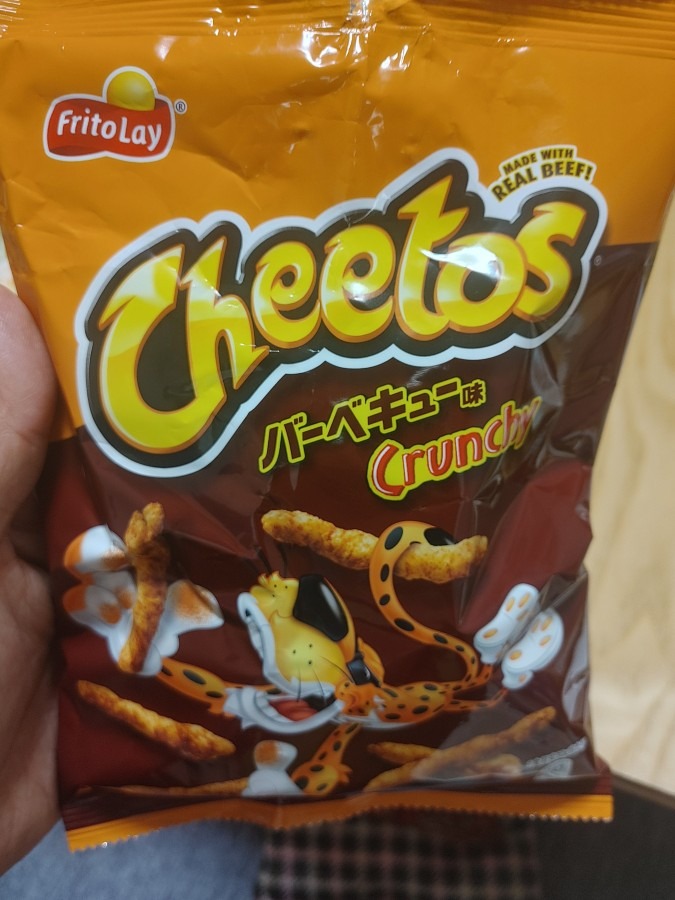 FritoLay®
MADE WITH
REAL BEEF!
Cheetos
バーベキュー味
Crunchy